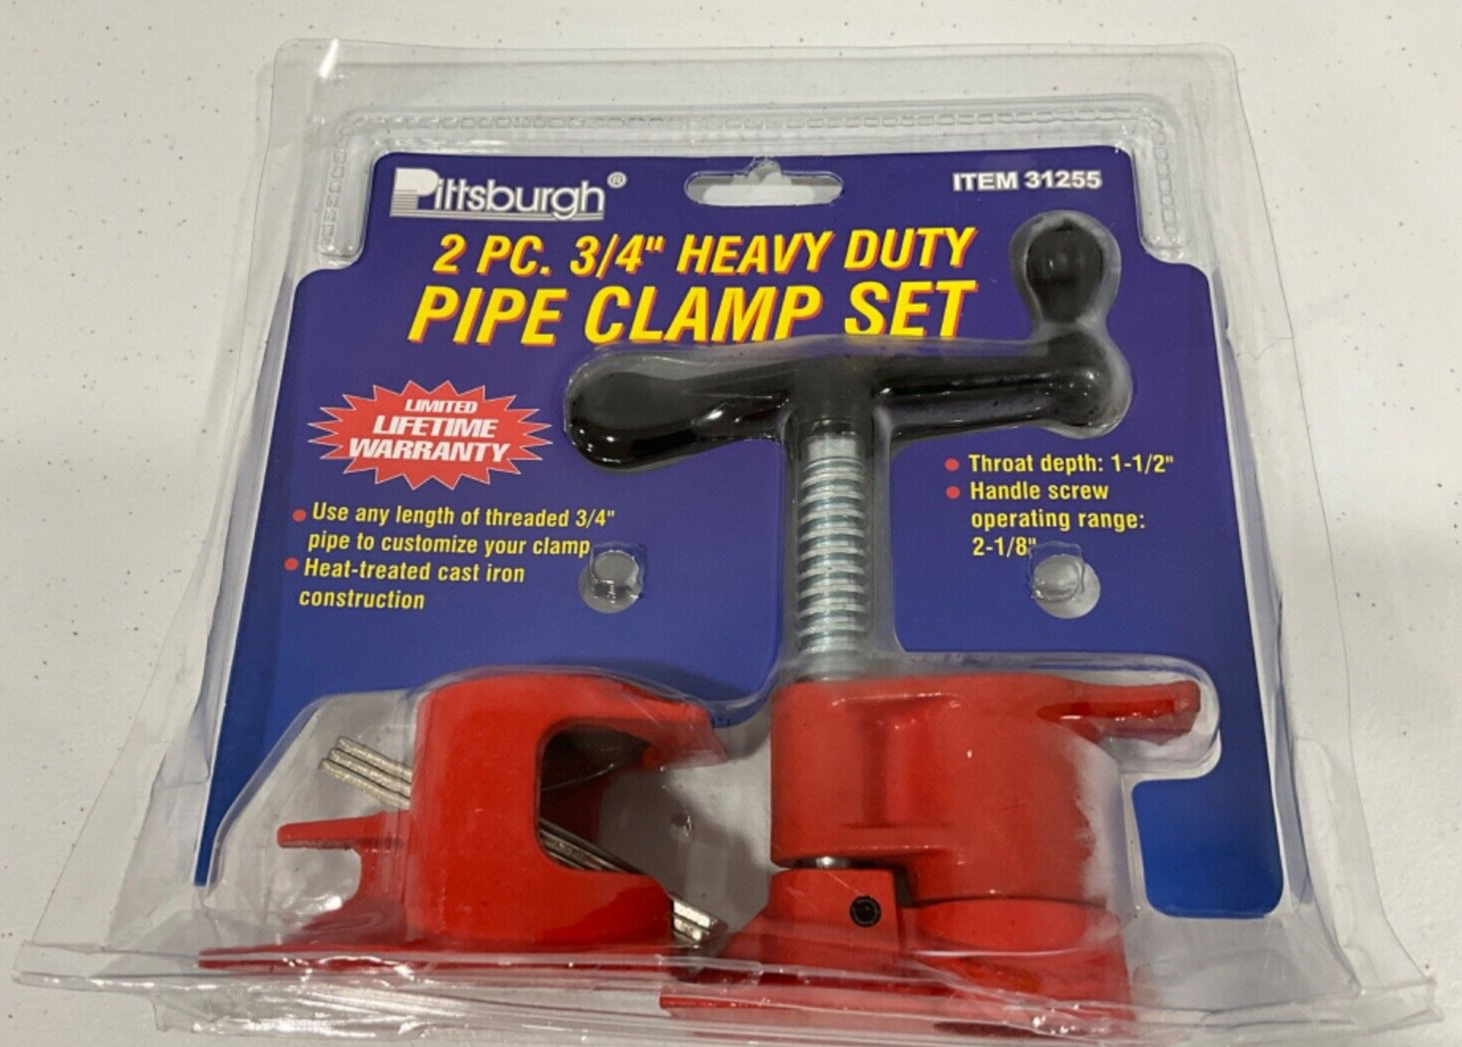 Pittsburgh®
ITEM 31255
2 PC. 3/4" HEAVY DUTY
PIPE CLAMP SET
LIMITED
LIFETIME
WARRANTY
Use any length of threaded 3/4"
pipe to customize your clamp
Heat-treated cast iron
construction
Throat depth: 1-1/2"
Handle screw
operating range:
2-1/8"